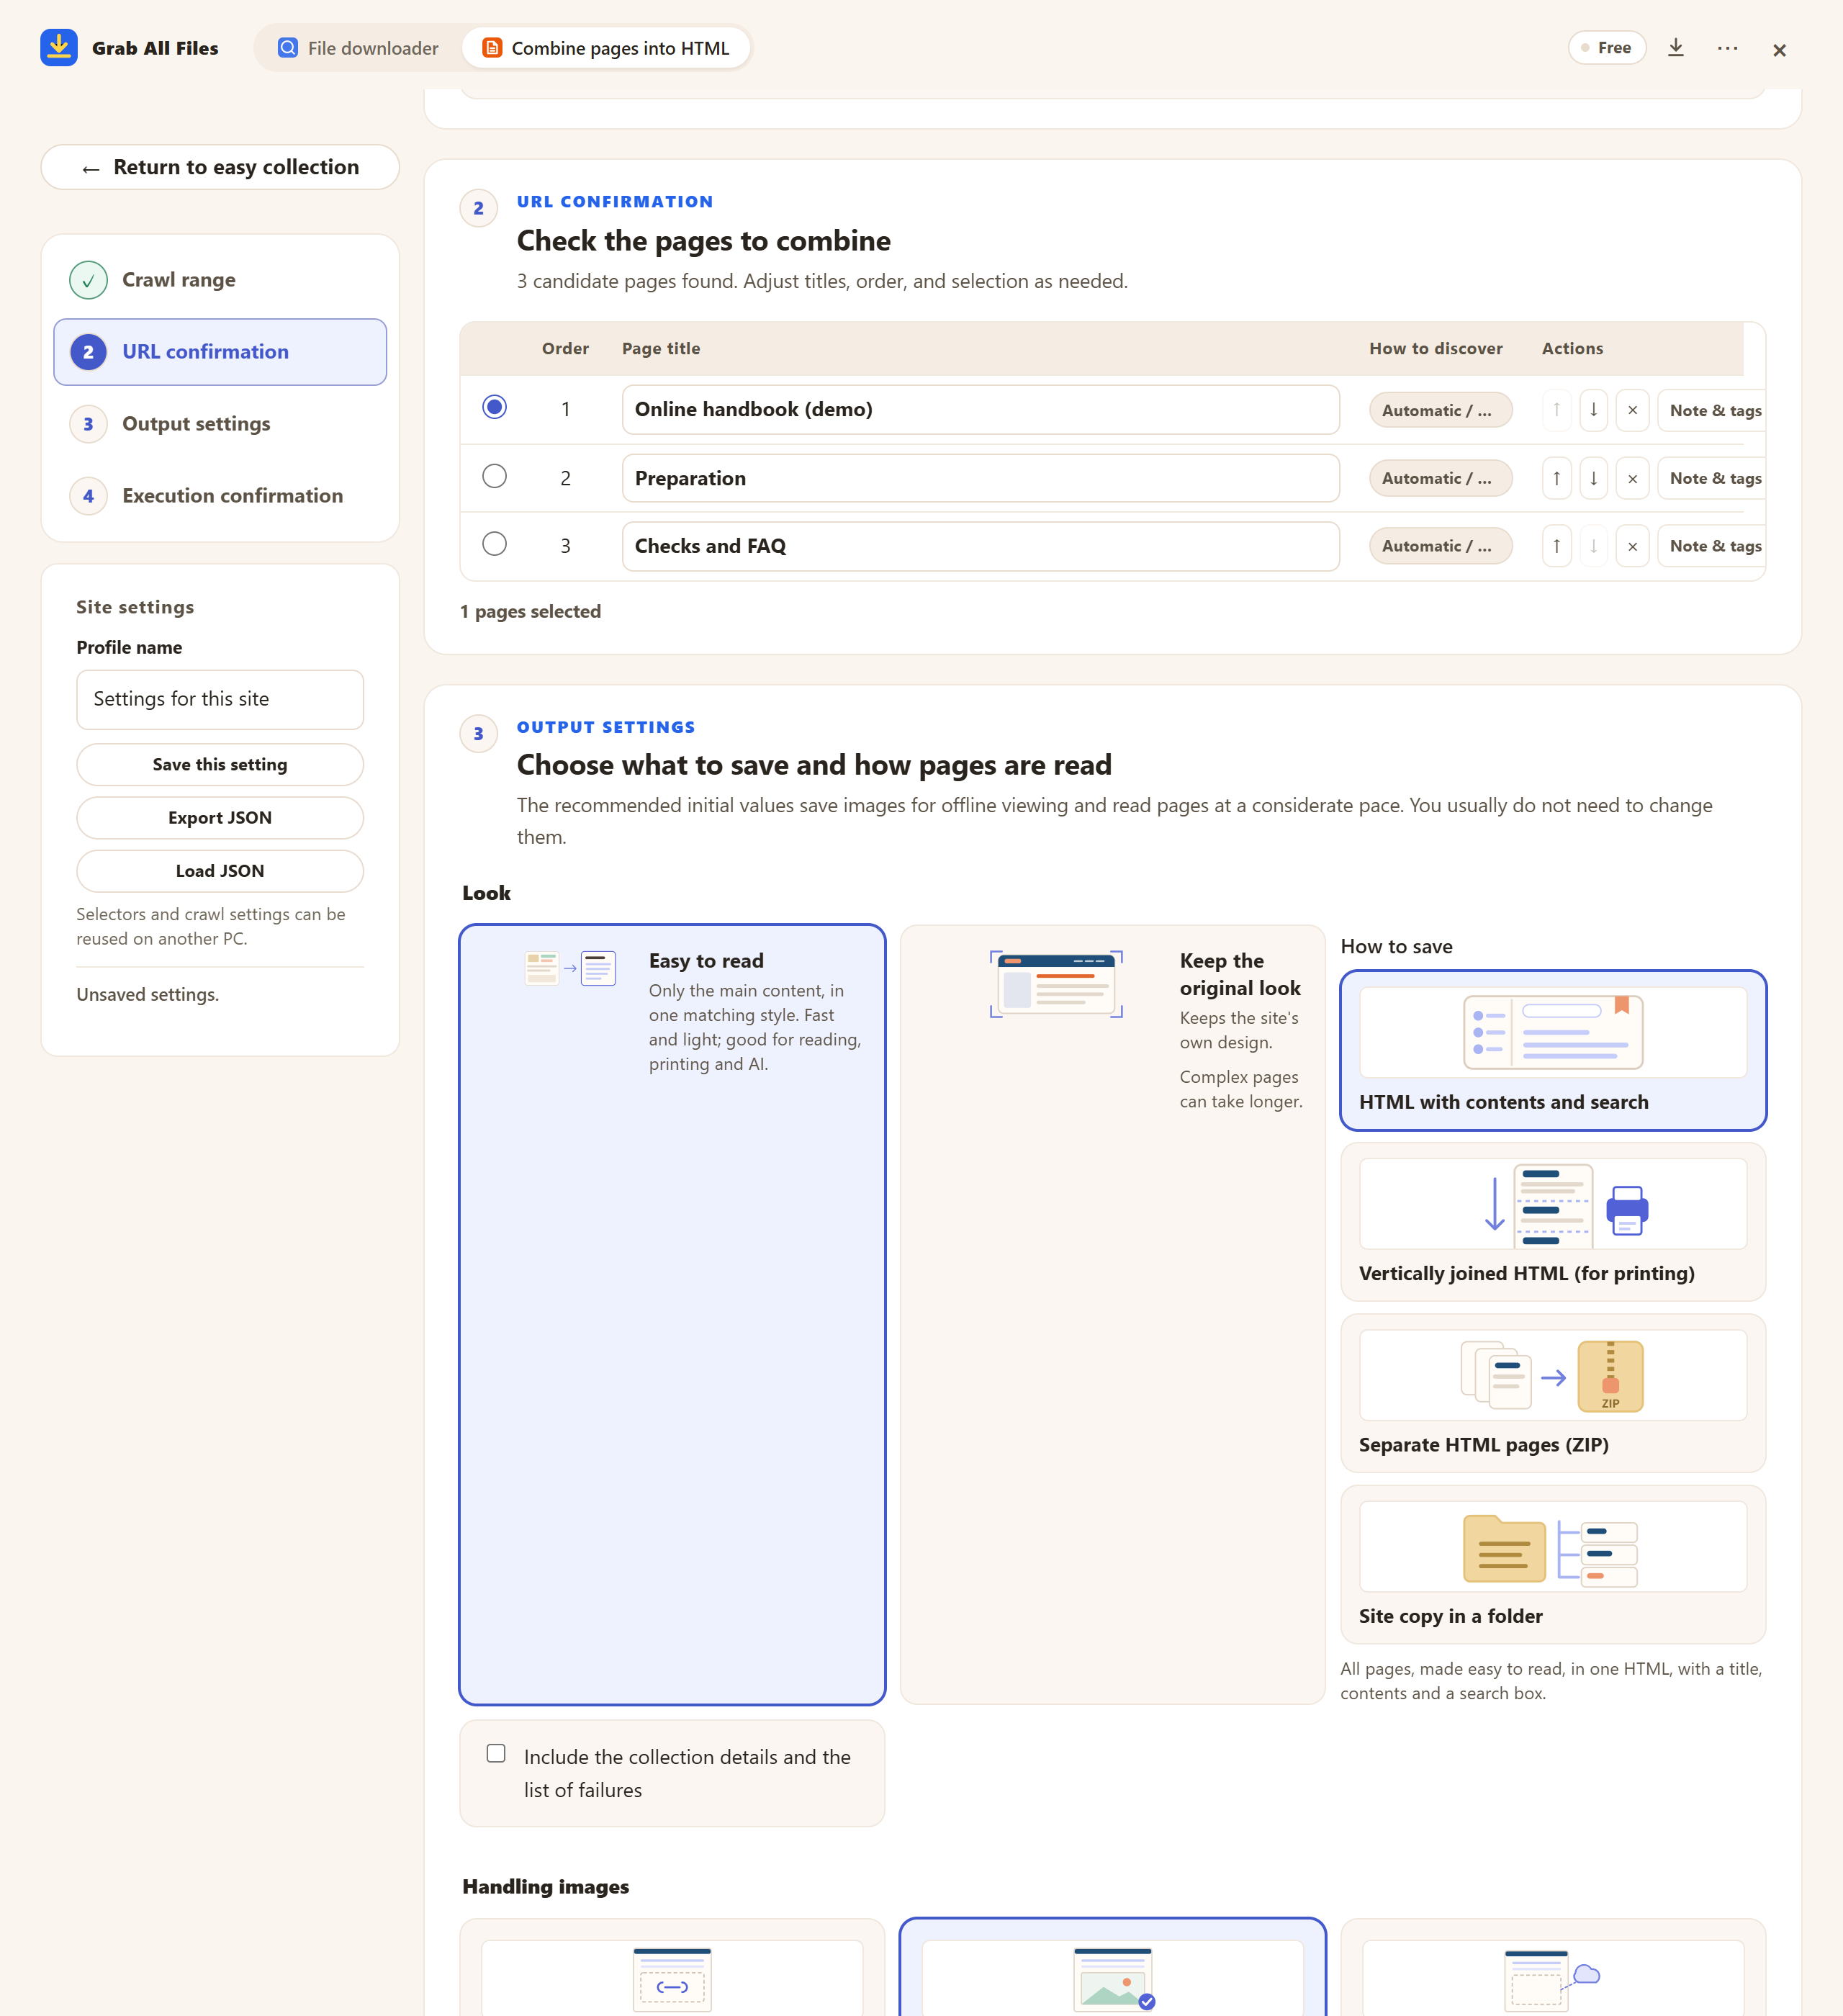 Grab All Files
File downloader
Combine pages into HTML
Free
← Return to easy collection
✓ Crawl range
2 URL confirmation
3 Output settings
4 Execution confirmation
Site settings
Profile name
Settings for this site
Save this setting
Export JSON
Load JSON
Selectors and crawl settings can be
reused on another PC.
Unsaved settings.
2 URL CONFIRMATION
Check the pages to combine
3 candidate pages found. Adjust titles, order, and selection as needed.
Order Page title How to discover Actions
1 Online handbook (demo) Automatic / ... ↑ ↓ × Note & tags
2 Preparation Automatic / ... ↑ ↓ × Note & tags
3 Checks and FAQ Automatic / ... ↑ ↓ × Note & tags
1 pages selected
3 OUTPUT SETTINGS
Choose what to save and how pages are read
The recommended initial values save images for offline viewing and read pages at a considerate pace. You usually do not need to change
them.
Look
Easy to read
Only the main content, in
one matching style. Fast
and light; good for reading,
printing and AI.
Keep the
original look
Keeps the site's
own design.
Complex pages
can take longer.
How to save
HTML with contents and search
Vertically joined HTML (for printing)
ZIP
Separate HTML pages (ZIP)
Site copy in a folder
All pages, made easy to read, in one HTML, with a title,
contents and a search box.
Include the collection details and the
list of failures
Handling images